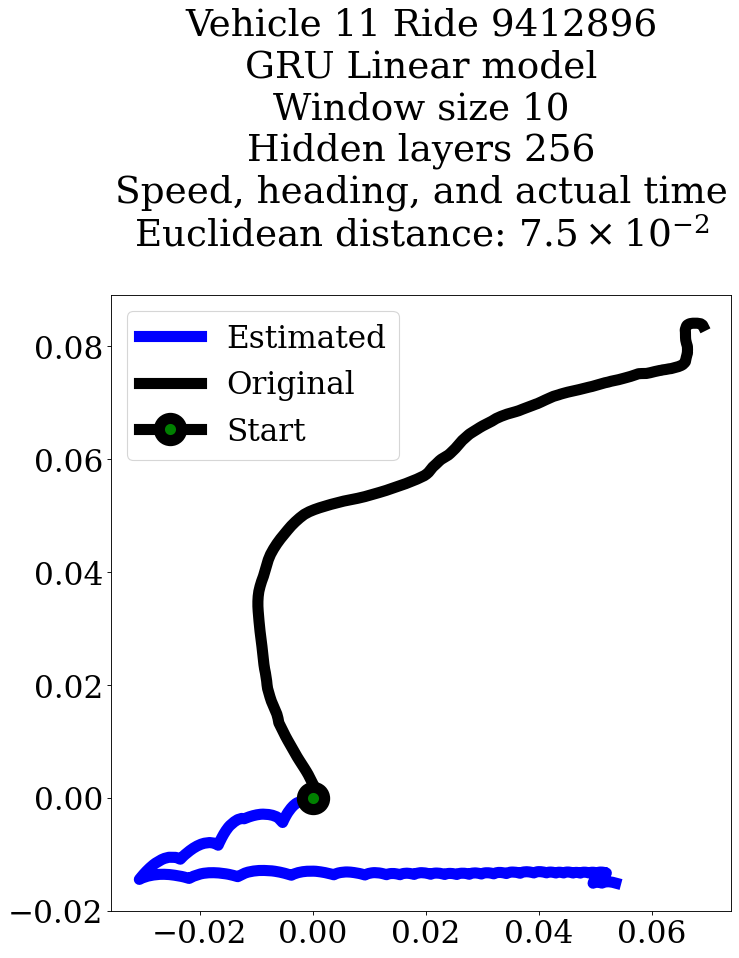 Vehicle 11 Ride 9412896
GRU Linear model
Window size 10
Hidden layers 256
Speed, heading, and actual time
Euclidean distance: 7.5 × 10⁻²
Estimated
Original
Start
0.08
0.06
0.04
0.02
0.00
−0.02
−0.02 0.00 0.02 0.04 0.06